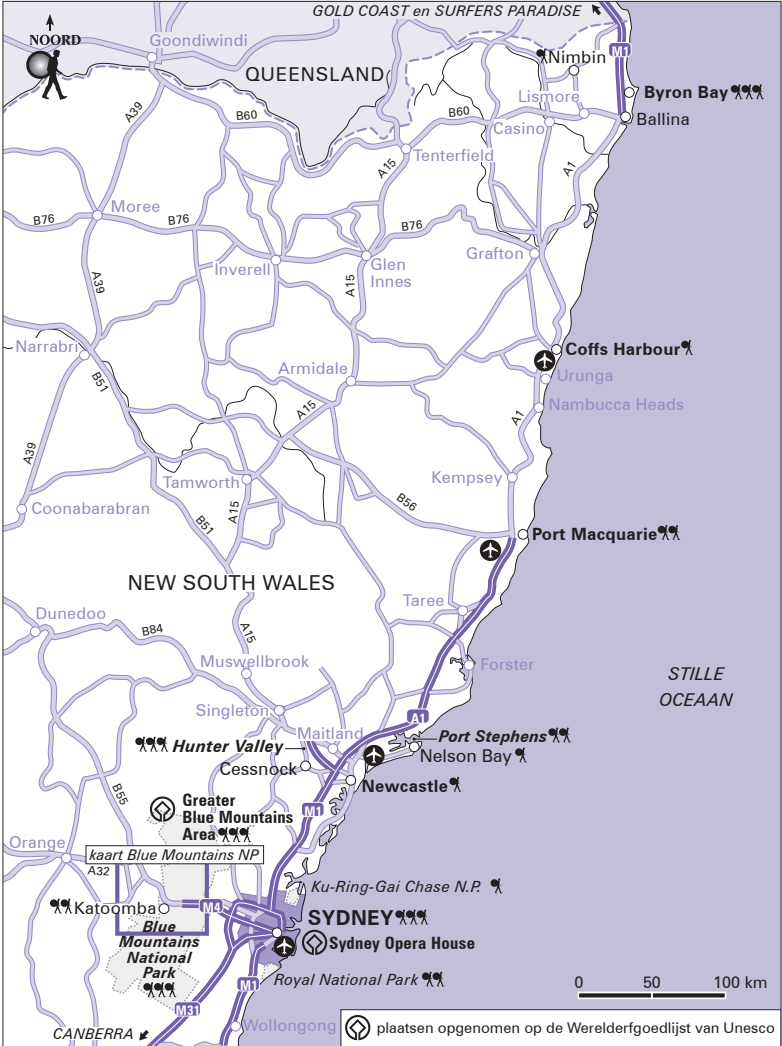 GOLD COAST en SURFERS PARADISE
NOORD
Goondiwindi
M1
Nimbin
QUEENSLAND
A39
Lismore
Byron Bay
B60
B60
Casino
Ballina
Tenterfield
A15
A1
Moree
B76
B76
B76
Grafton
Inverell
Glen
Innes
A39
A15
Narrabri
Coffs Harbour
Armidale
Urunga
B51
A15
Nambucca Heads
A1
A39
Tamworth
Kempsey
Coonabarabran
B51
A15
B56
Port Macquarie
NEW SOUTH WALES
Taree
Dunedoo
B84
A15
Muswellbrook
Forster
STILLE
OCEAAN
Singleton
A1
Maitland
Port Stephens
Hunter Valley
Nelson Bay
Cessnock
Newcastle
B55
Greater
Blue Mountains
Area
M1
Orange
kaart Blue Mountains NP
A32
Ku-Ring-Gai Chase N.P.
Katoomba
M4
SYDNEY
Blue
Mountains
National
Park
Sydney Opera House
Royal National Park
M1
0 50 100 km
M31
CANBERRA
Wollongong
plaatsen opgenomen op de Werelderfgoedlijst van Unesco